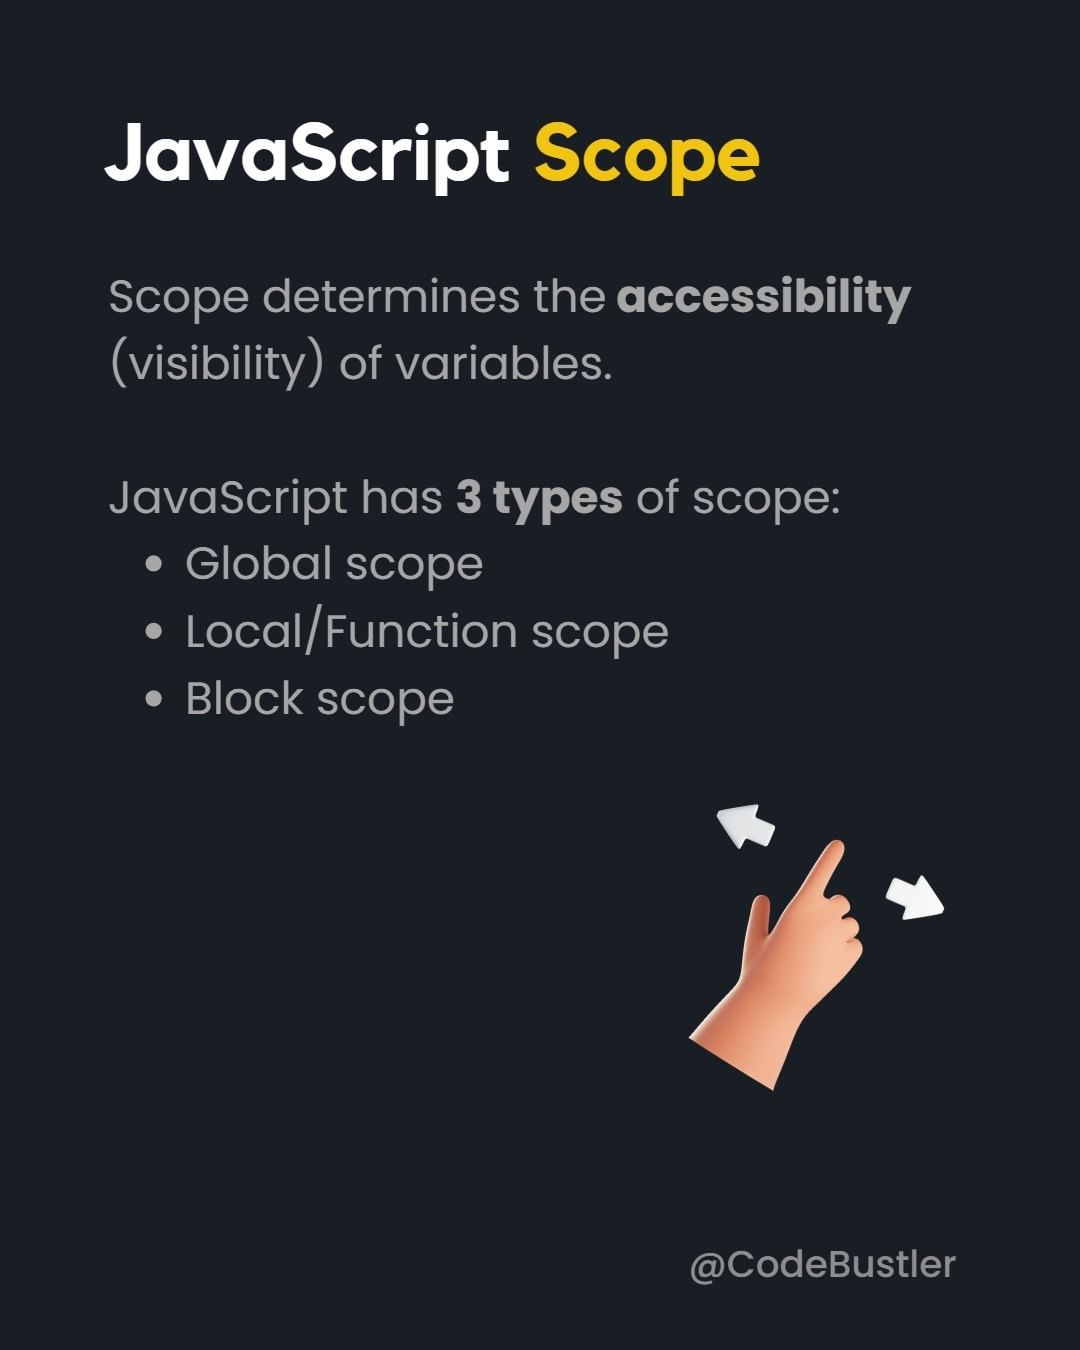 JavaScript Scope
Scope determines the accessibility
(visibility) of variables.
JavaScript has 3 types of scope:
• Global scope
• Local/Function scope
• Block scope
@CodeBustler